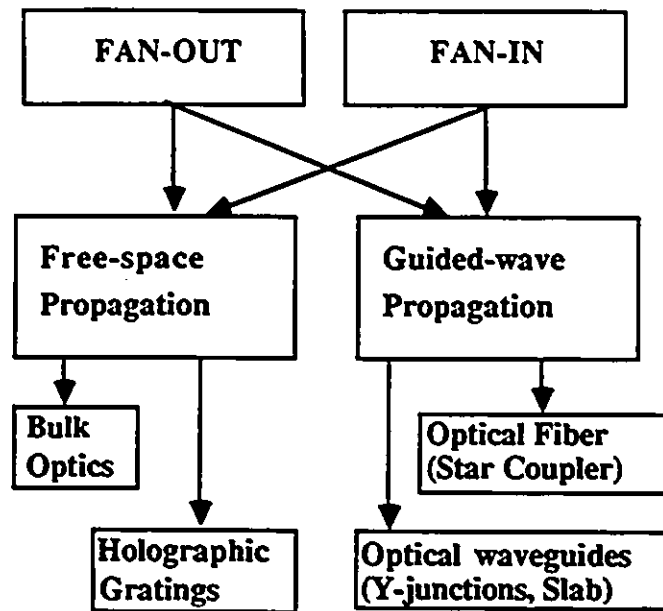 FAN-OUT
FAN-IN
Free-space
Propagation
Guided-wave
Propagation
Bulk
Optics
Optical Fiber
(Star Coupler)
Holographic
Gratings
Optical waveguides
(Y-junctions, Slab)